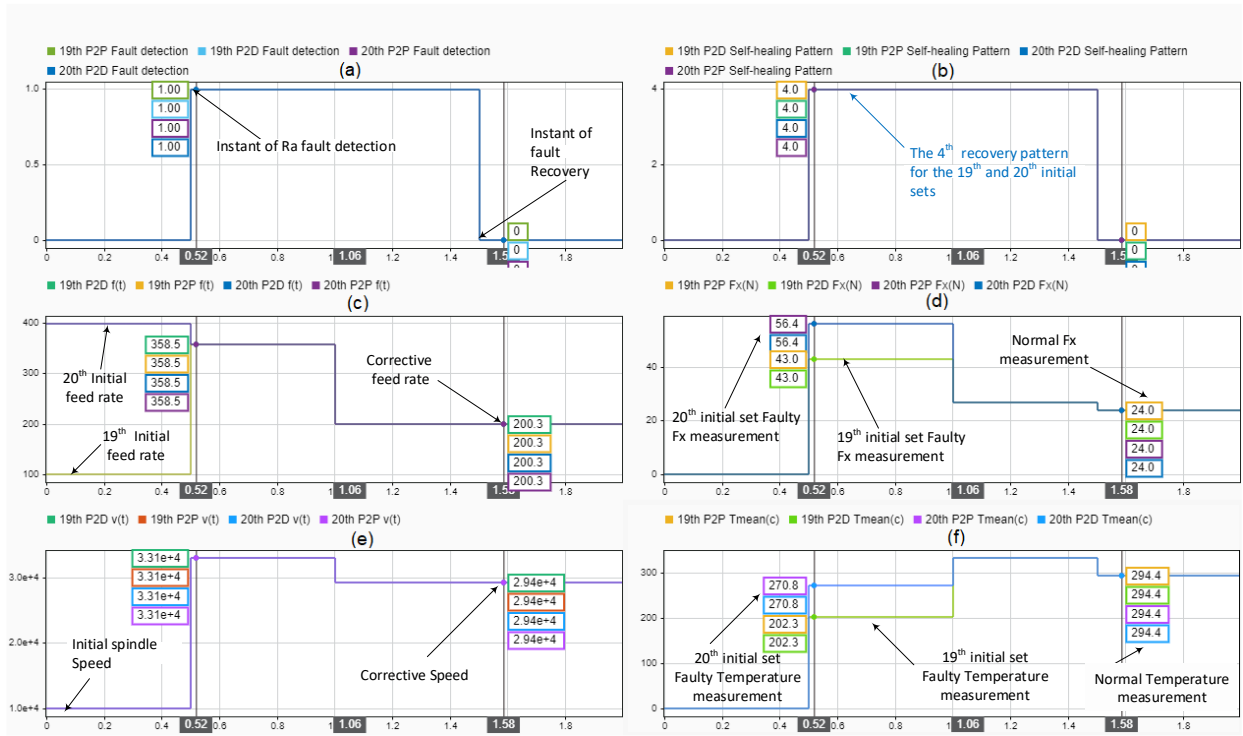 19th P2P Fault detection 19th P2D Fault detection 20th P2P Fault detection
20th P2D Fault detection
(a)
1.0
0.5
0
1.00
1.00
1.00
1.00
Instant of Ra fault detection
Instant of
fault
Recovery
0
0
0 0.2 0.52 0.6 0.8 1.06 1.2 1.4 1.8
19th P2D Self-healing Pattern 19th P2P Self-healing Pattern 20th P2D Self-healing Pattern
20th P2P Self-healing Pattern
(b)
4
2
0
4.0
4.0
4.0
4.0
The 4th recovery pattern
for the 19th and 20th initial
sets
0
0
0 0.2 0.52 0.6 0.8 1.06 1.2 1.4 1.8
19th P2D f(t) 19th P2P f(t) 20th P2D f(t) 20th P2P f(t)
(c)
400
300
200
100
358.5
358.5
358.5
358.5
20th Initial
feed rate
19th Initial
feed rate
Corrective
feed rate
200.3
200.3
200.3
200.3
0 0.2 0.52 0.6 0.8 1.06 1.2 1.4 1.58 1.8
19th P2P Fx(N) 19th P2D Fx(N) 20th P2P Fx(N) 20th P2D Fx(N)
(d)
40
20
0
56.4
56.4
43.0
43.0
20th initial set Faulty
Fx measurement
19th initial set Faulty
Fx measurement
Normal Fx
measurement
24.0
24.0
24.0
24.0
0 0.2 0.52 0.6 0.8 1.06 1.2 1.4 1.58 1.8
19th P2D v(t) 19th P2P v(t) 20th P2D v(t) 20th P2P v(t)
(e)
3.0e+4
2.0e+4
1.0e+4
3.31e+4
3.31e+4
3.31e+4
3.31e+4
Initial spindle
Speed
Corrective Speed
2.94e+4
2.94e+4
2.94e+4
2.94e+4
0 0.2 0.52 0.6 0.8 1.06 1.2 1.4 1.58 1.8
19th P2P Tmean(c) 19th P2D Tmean(c) 20th P2P Tmean(c) 20th P2D Tmean(c)
(f)
300
200
100
0
270.8
270.8
202.3
202.3
20th initial set
Faulty Temperature
measurement
19th initial set
Faulty Temperature
measurement
Normal Temperature
measurement
294.4
294.4
294.4
294.4
0 0.2 0.52 0.6 0.8 1.06 1.2 1.4 1.58 1.8